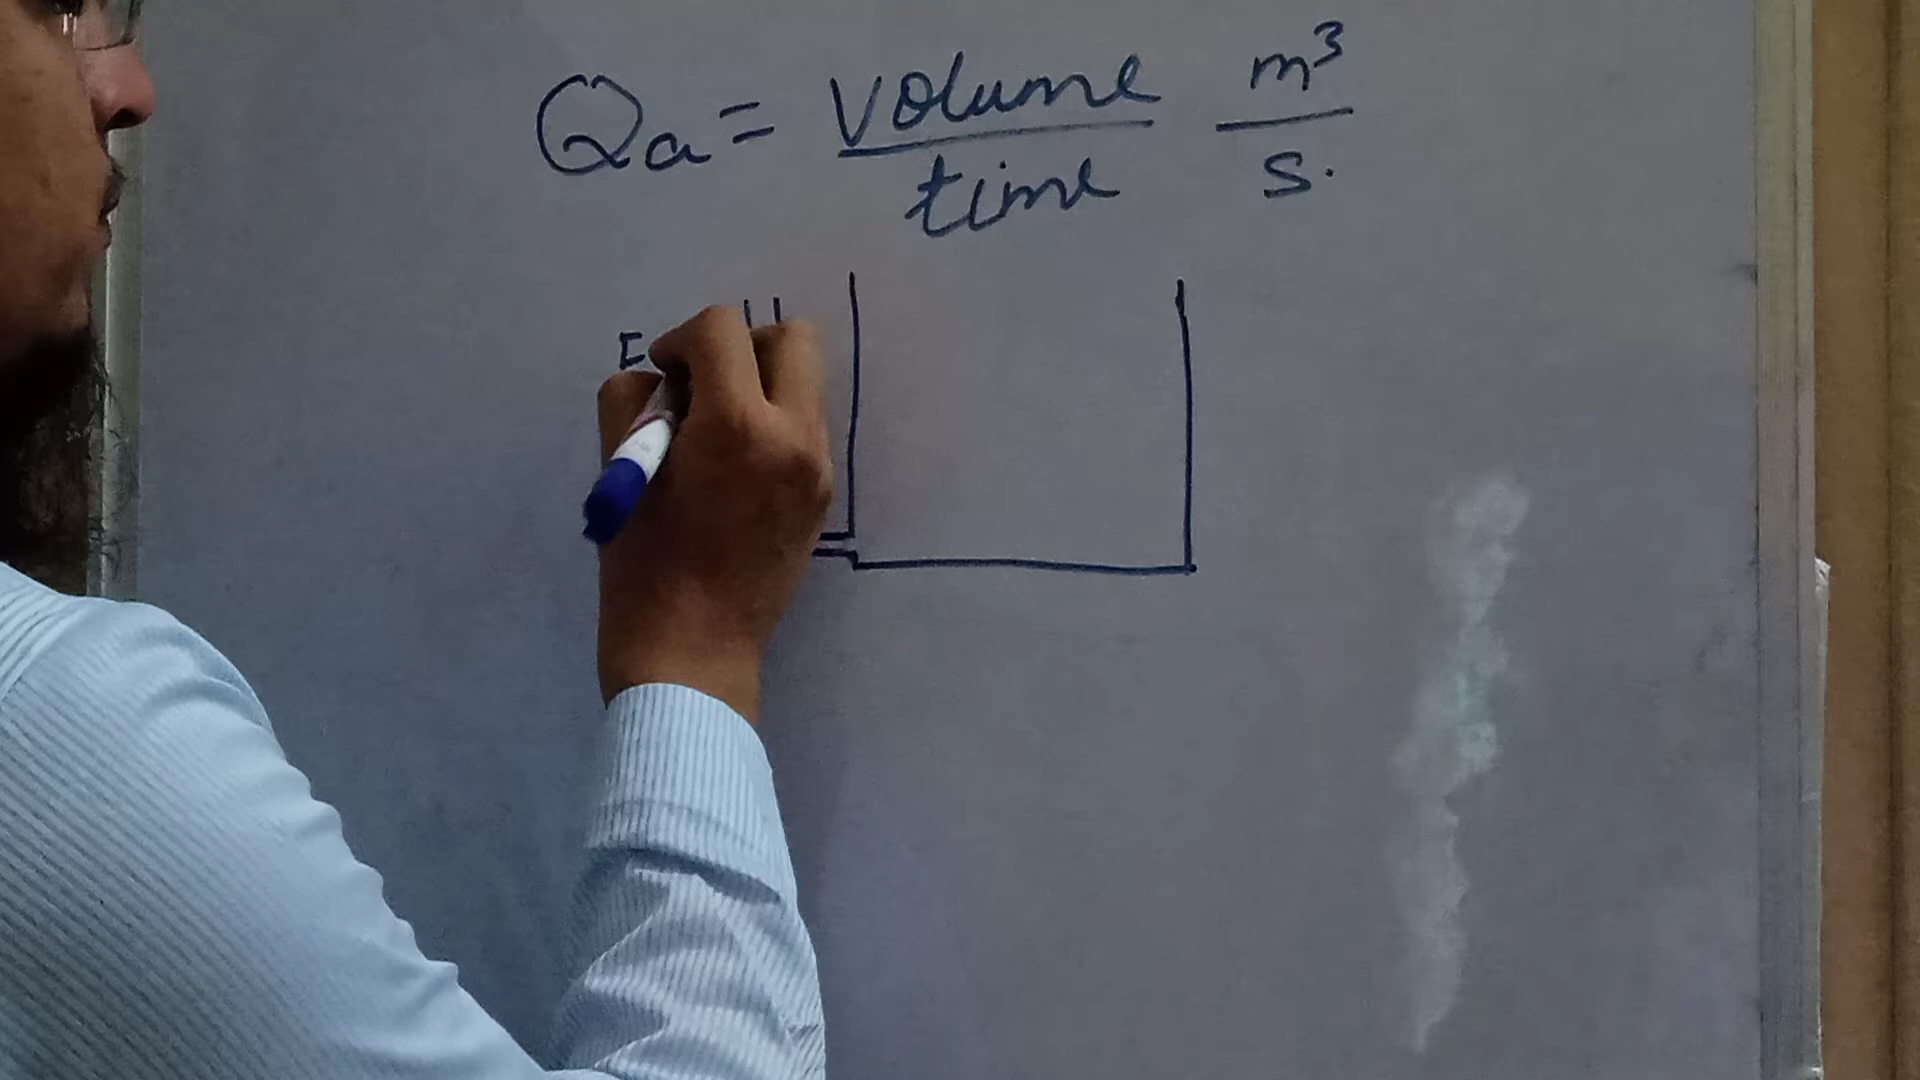 Qa = volume / time m³ / s.